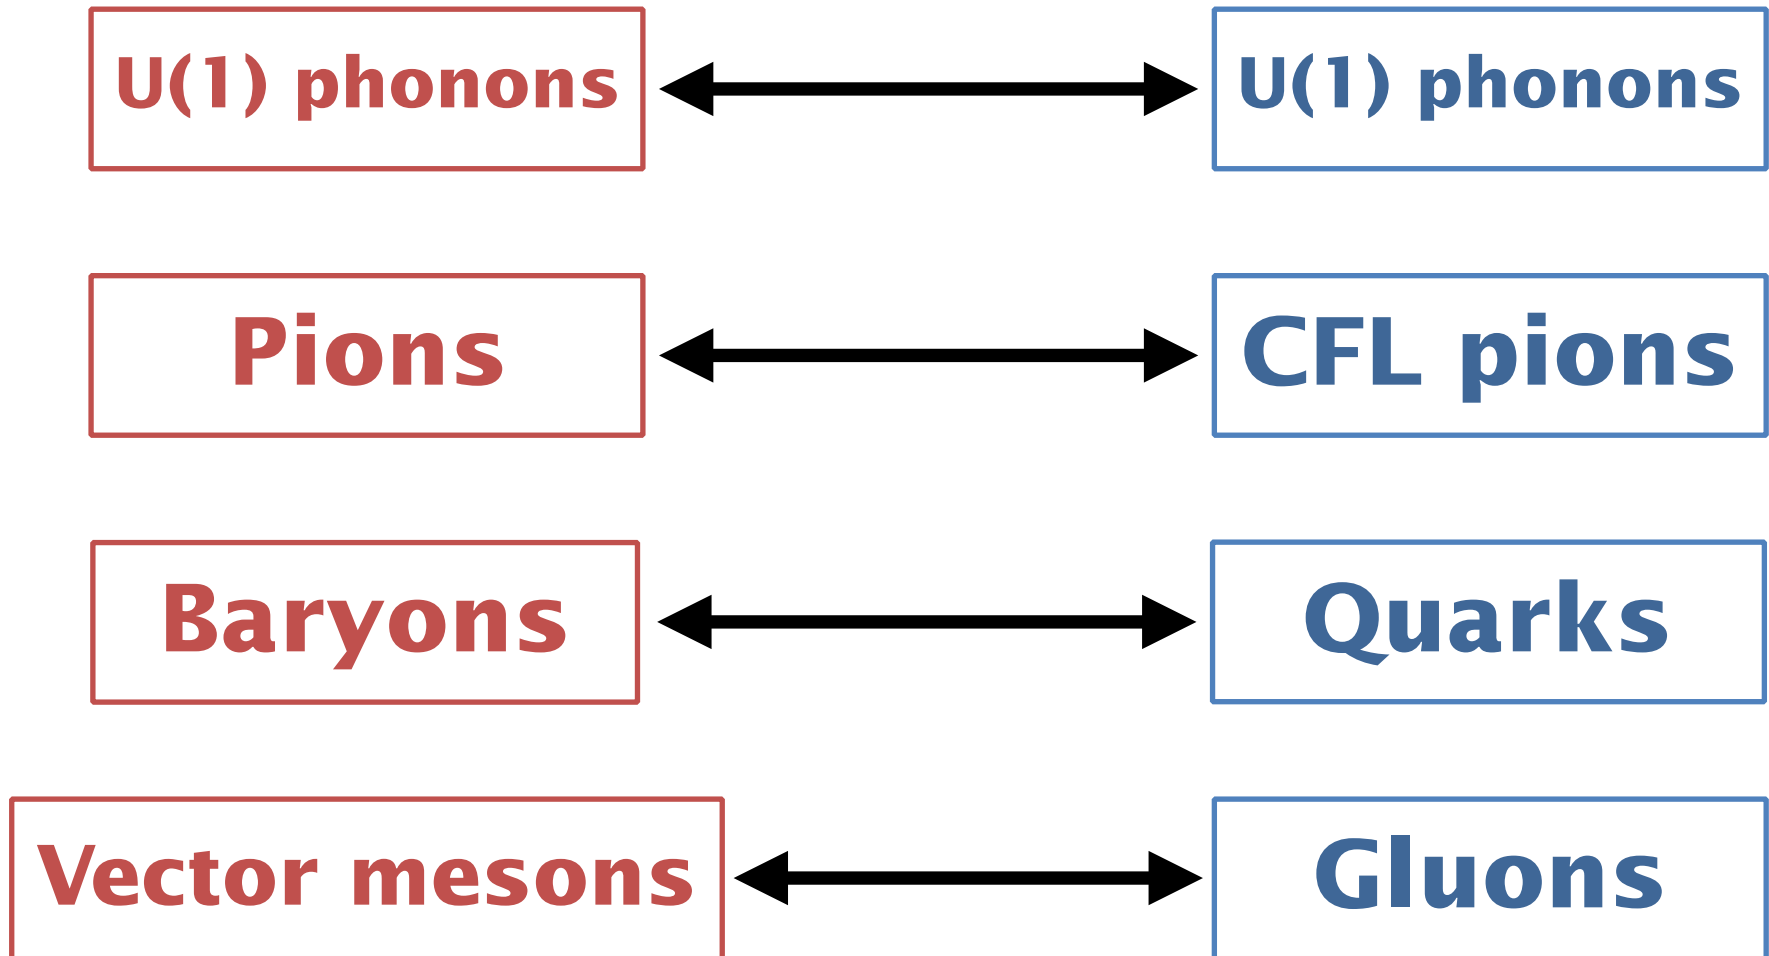 U(1) phonons
U(1) phonons
Pions
CFL pions
Baryons
Quarks
Vector mesons
Gluons